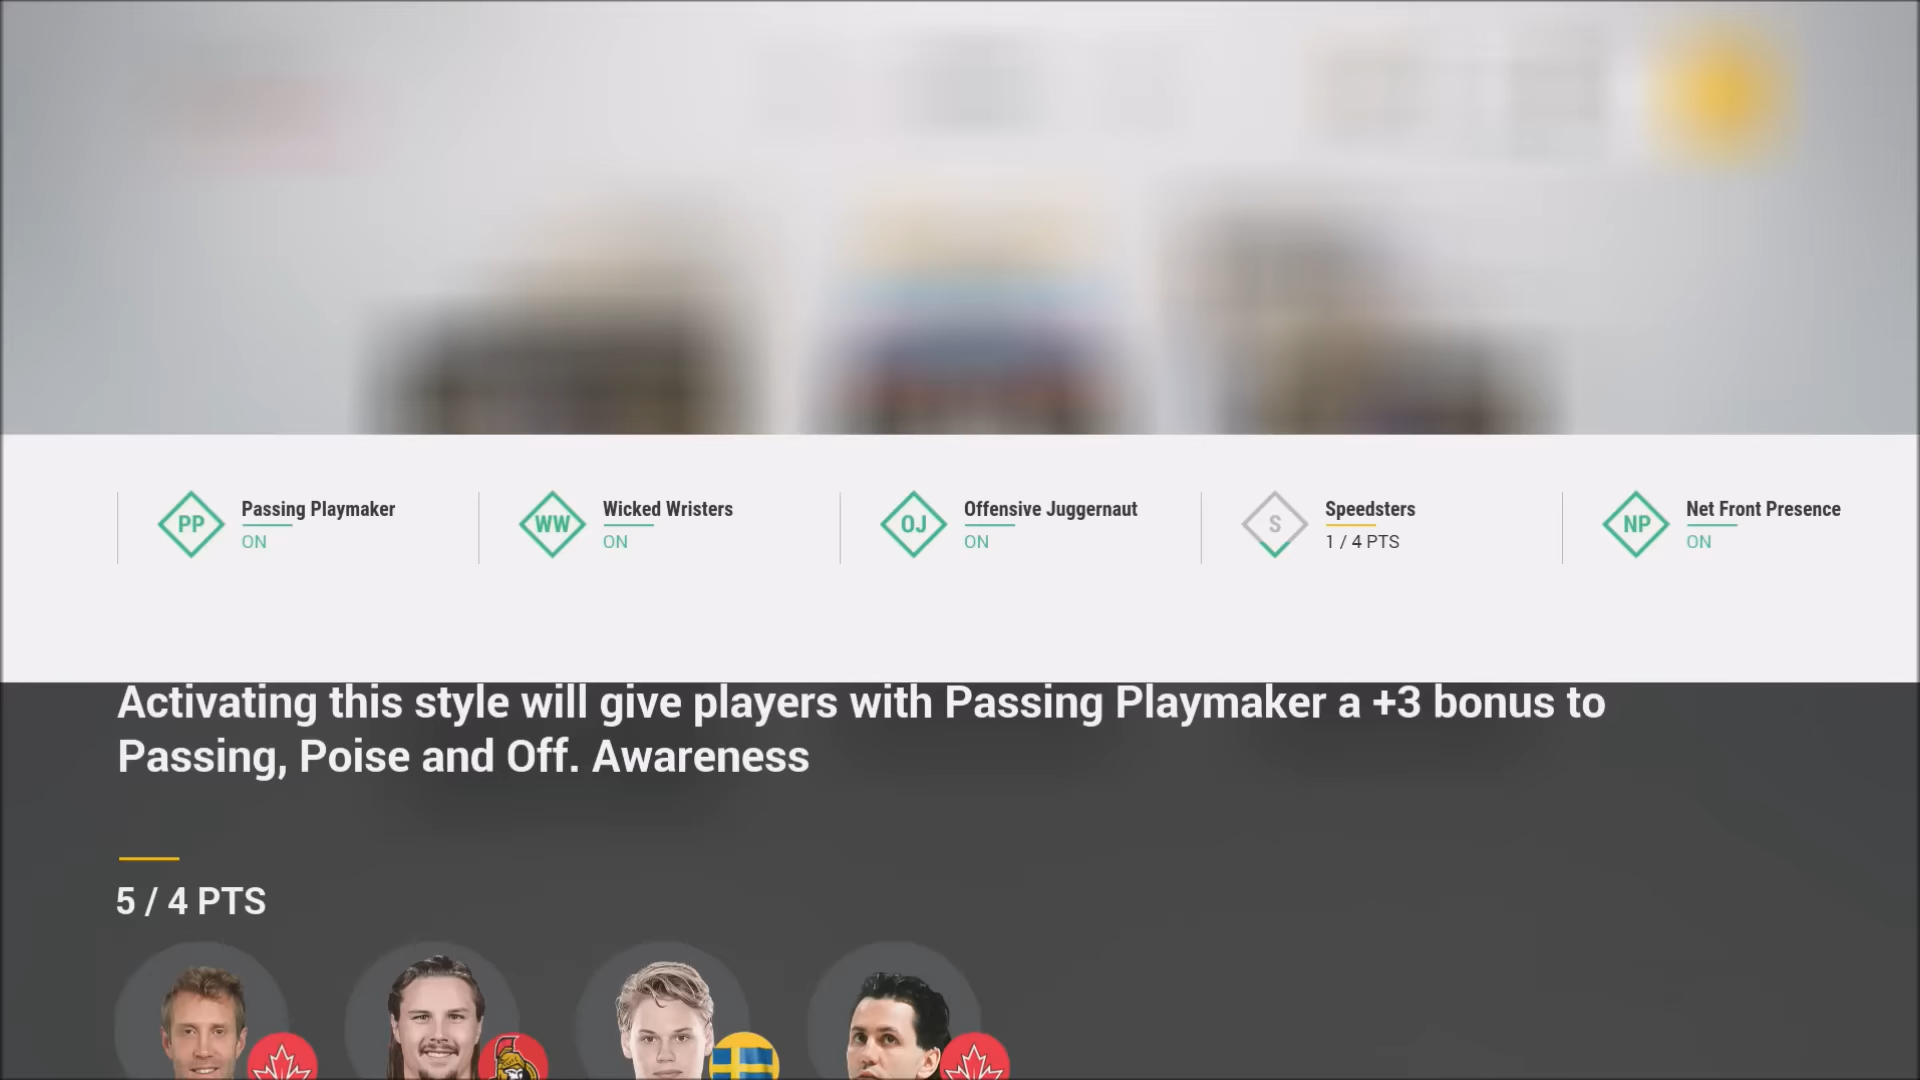 PP
Passing Playmaker
ON
WW
Wicked Wristers
ON
OJ
Offensive Juggernaut
ON
S
Speedsters
1 / 4 PTS
NP
Net Front Presence
ON
Activating this style will give players with Passing Playmaker a +3 bonus to
Passing, Poise and Off. Awareness
5 / 4 PTS